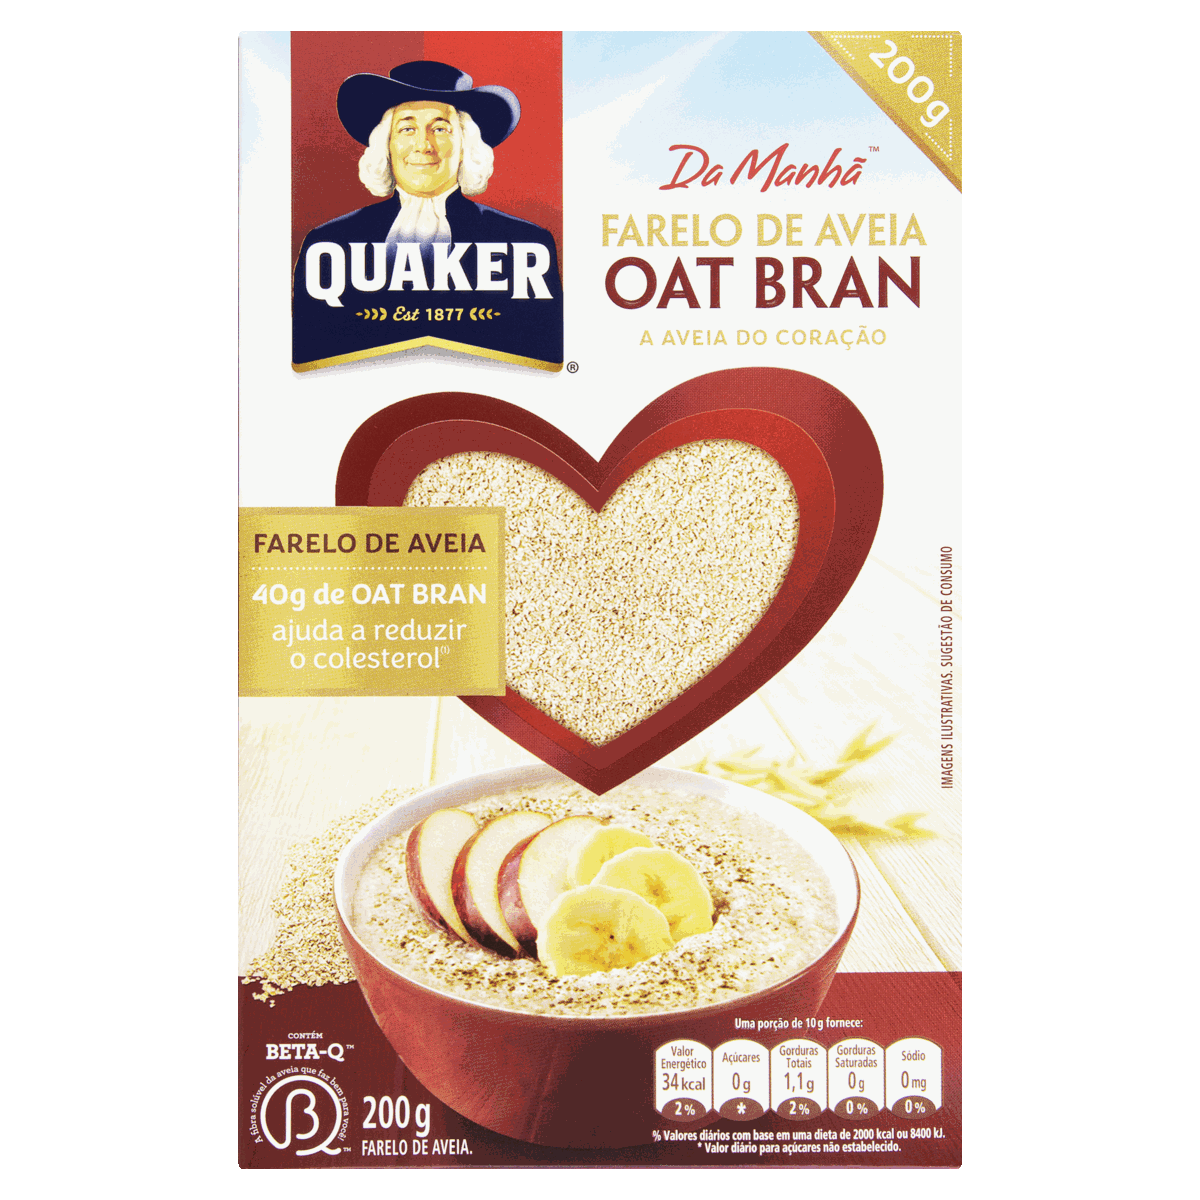 200g
QUAKER
Est 1877
®
Da Manhã™
FARELO DE AVEIA
OAT BRAN
A AVEIA DO CORAÇÃO
FARELO DE AVEIA
40g de OAT BRAN
ajuda a reduzir
o colesterol(1)
IMAGENS ILUSTRATIVAS. SUGESTÃO DE CONSUMO
CONTÉM
BETA-Q™
A fibra solúvel da aveia que faz bem para você!
β
™
200g
FARELO DE AVEIA.
Uma porção de 10g fornece:
Valor Energético 34kcal 2%
Açúcares 0g *
Gorduras Totais 1,1g 2%
Gorduras Saturadas 0g 0%
Sódio 0mg 0%
% Valores diários com base em uma dieta de 2000 kcal ou 8400 kJ.
* Valor diário para açúcares não estabelecido.